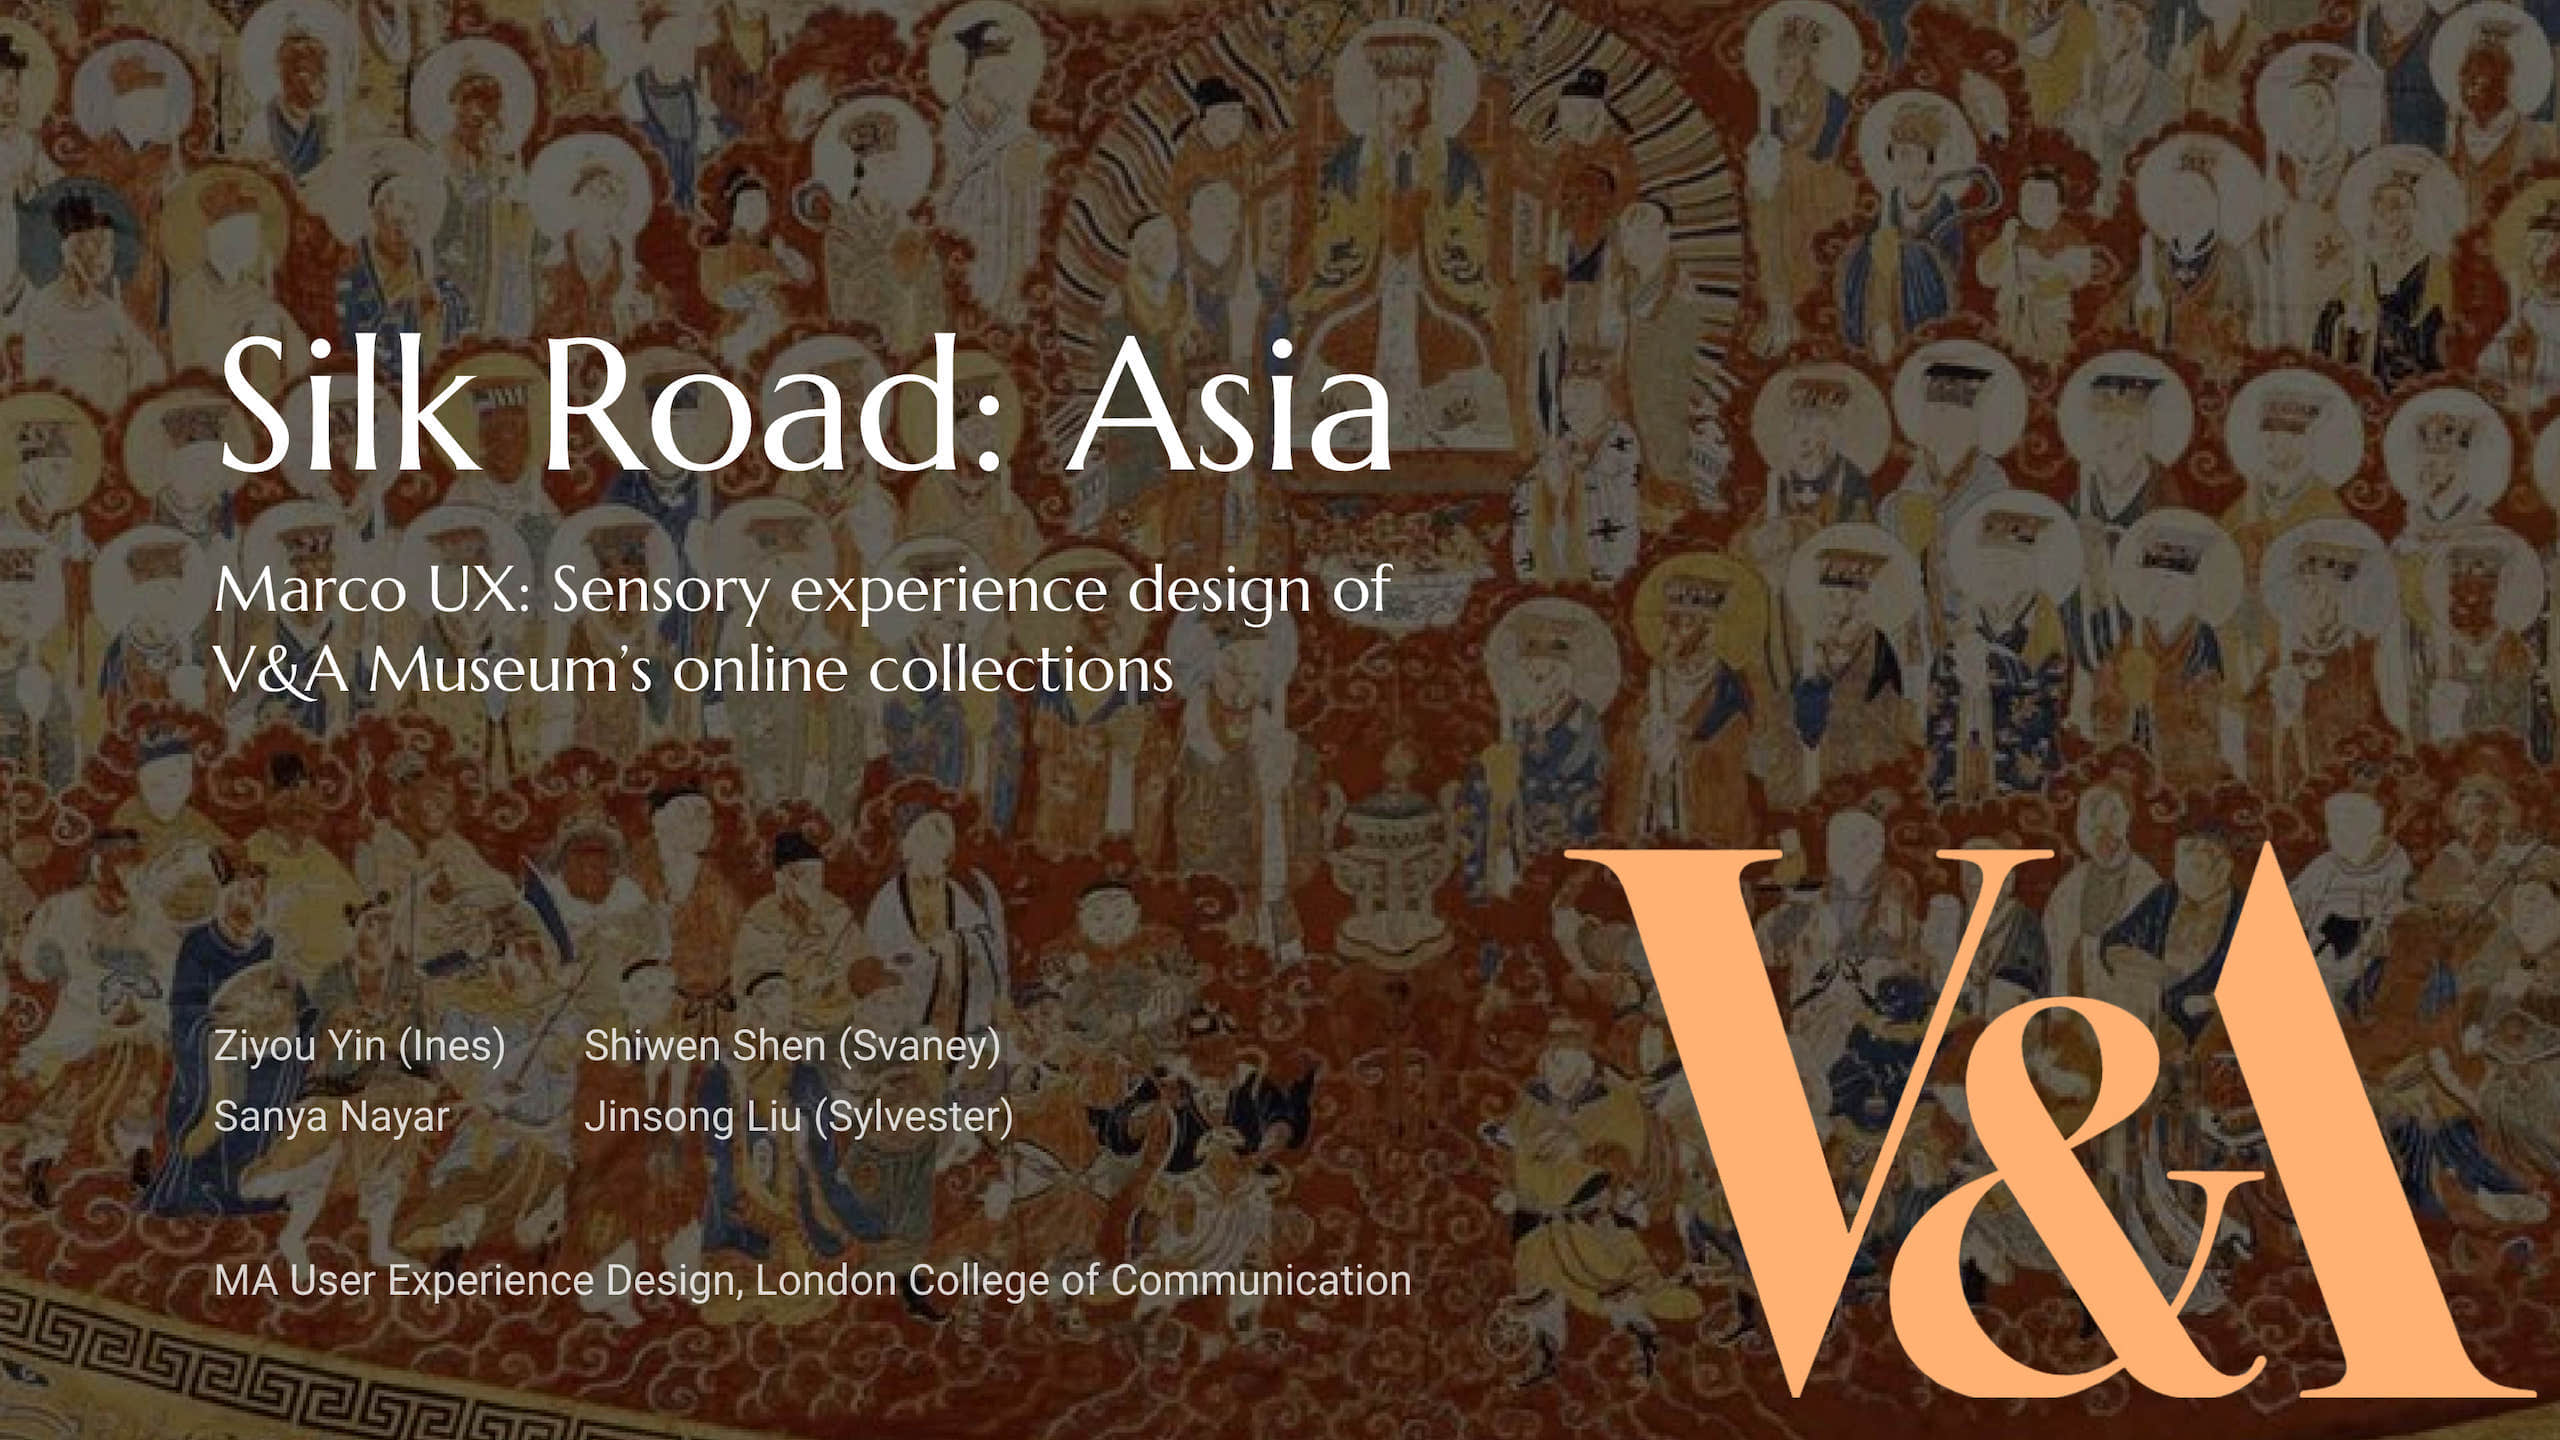 Silk Road: Asia
Marco UX: Sensory experience design of
V&A Museum’s online collections
Ziyou Yin (Ines)
Shiwen Shen (Svaney)
Sanya Nayar
Jinsong Liu (Sylvester)
MA User Experience Design, London College of Communication
V&A